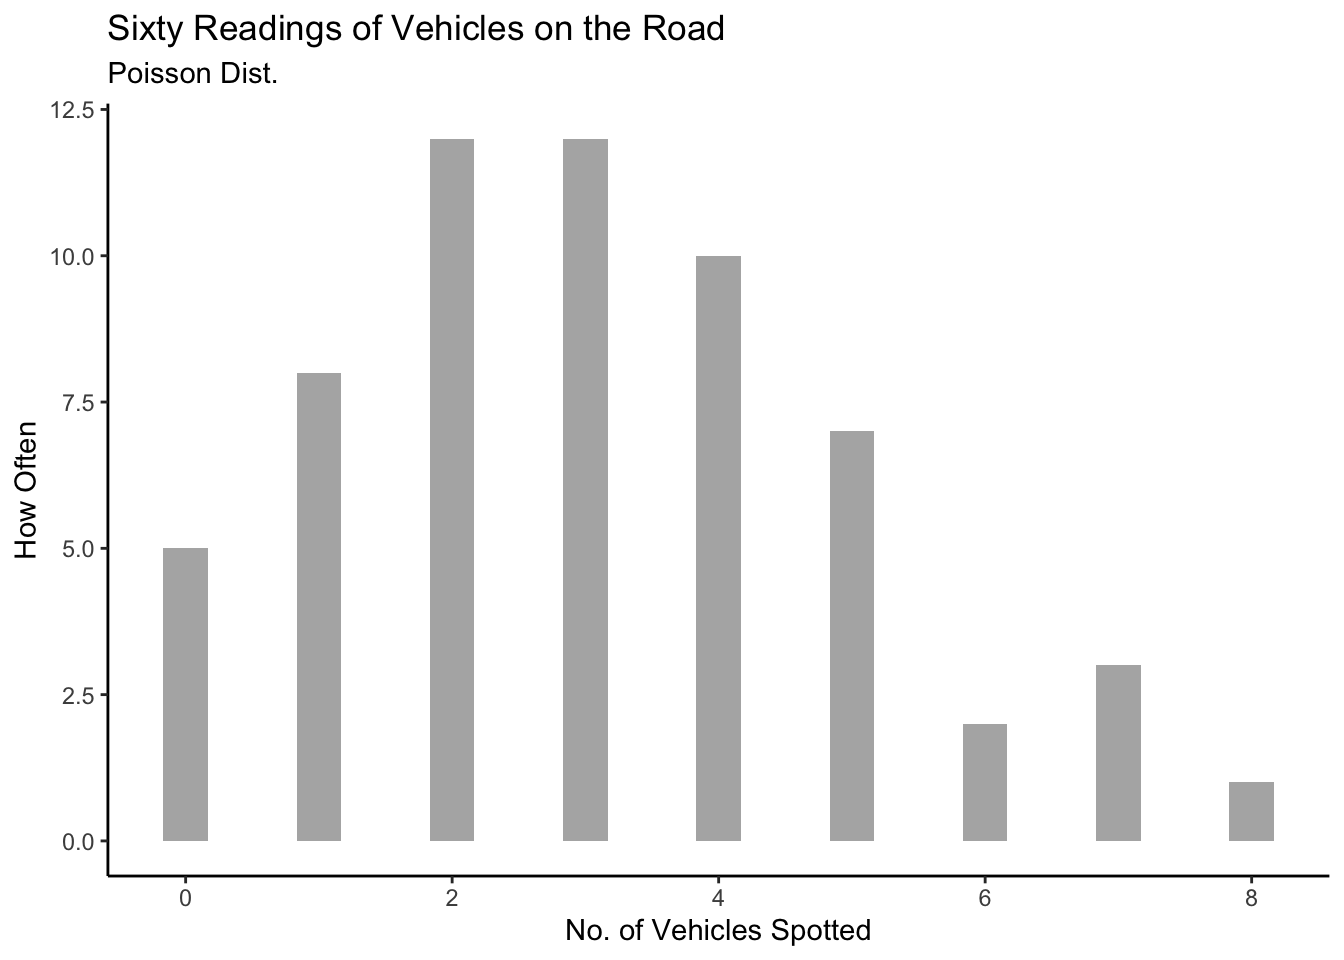 Sixty Readings of Vehicles on the Road
Poisson Dist.
12.5
10.0
7.5
5.0
2.5
0.0
How Often
0 2 4 6 8
No. of Vehicles Spotted